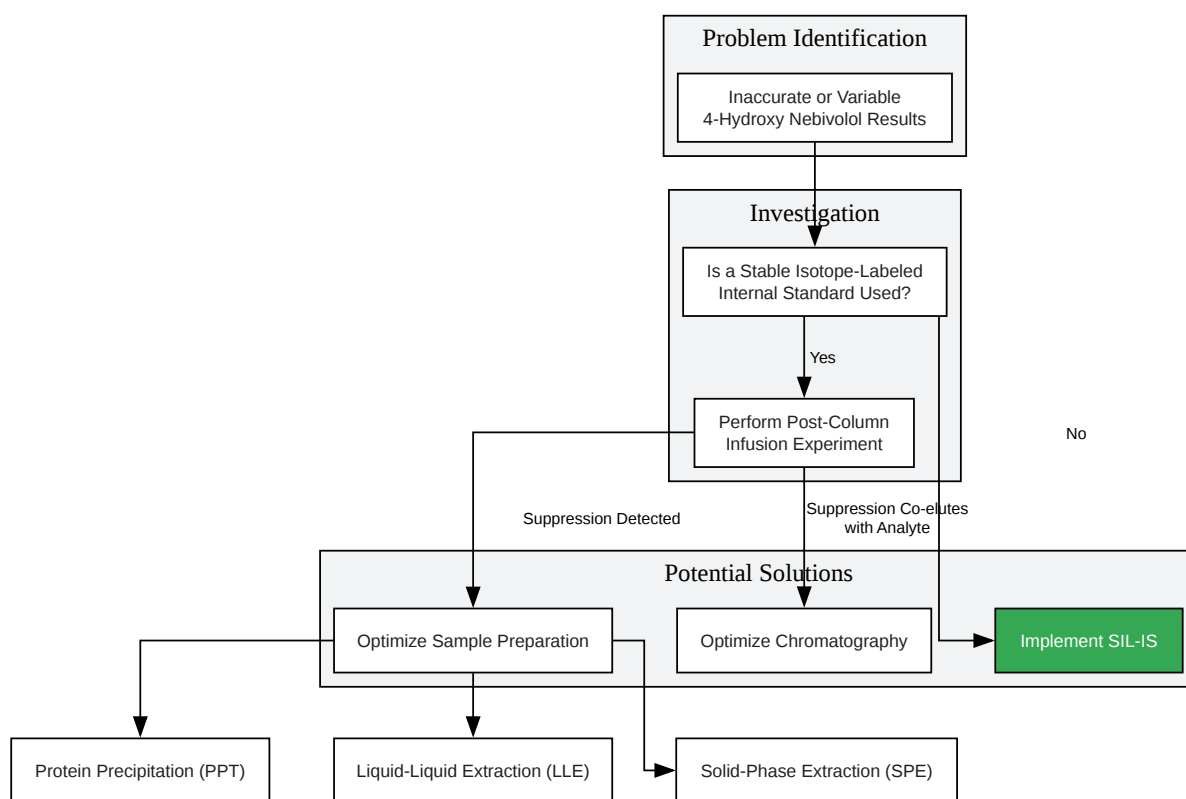 Problem Identification
Inaccurate or Variable
4-Hydroxy Nebivolol Results
Investigation
Is a Stable Isotope-Labeled
Internal Standard Used?
Yes
Perform Post-Column
Infusion Experiment
No
Suppression Detected
Suppression Co-elutes
with Analyte
Potential Solutions
Optimize Sample Preparation
Optimize Chromatography
Implement SIL-IS
Protein Precipitation (PPT)
Liquid-Liquid Extraction (LLE)
Solid-Phase Extraction (SPE)